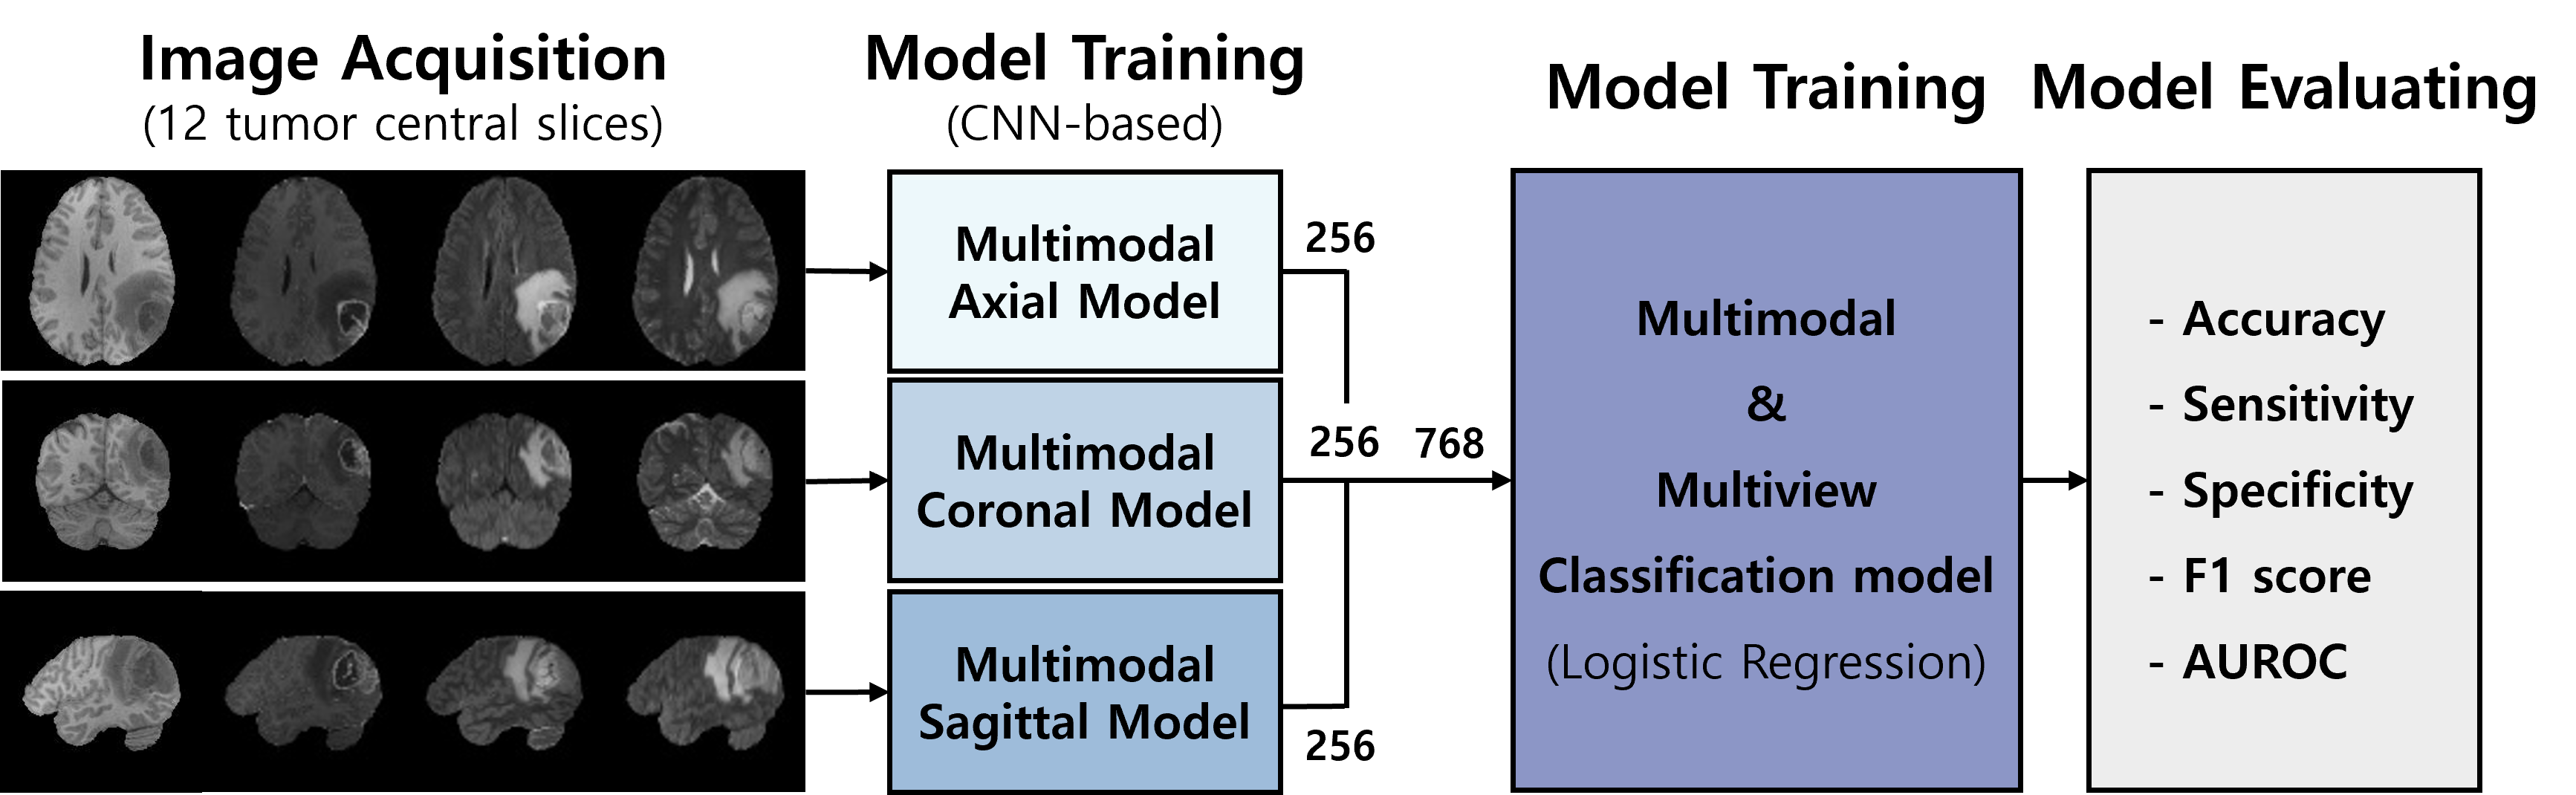 Image Acquisition
(12 tumor central slices)
Model Training
(CNN-based)
Model Training
Model Evaluating
Multimodal
Axial Model
256
Multimodal
Coronal Model
256
768
Multimodal
Sagittal Model
256
Multimodal
&
Multiview
Classification model
(Logistic Regression)
- Accuracy
- Sensitivity
- Specificity
- F1 score
- AUROC